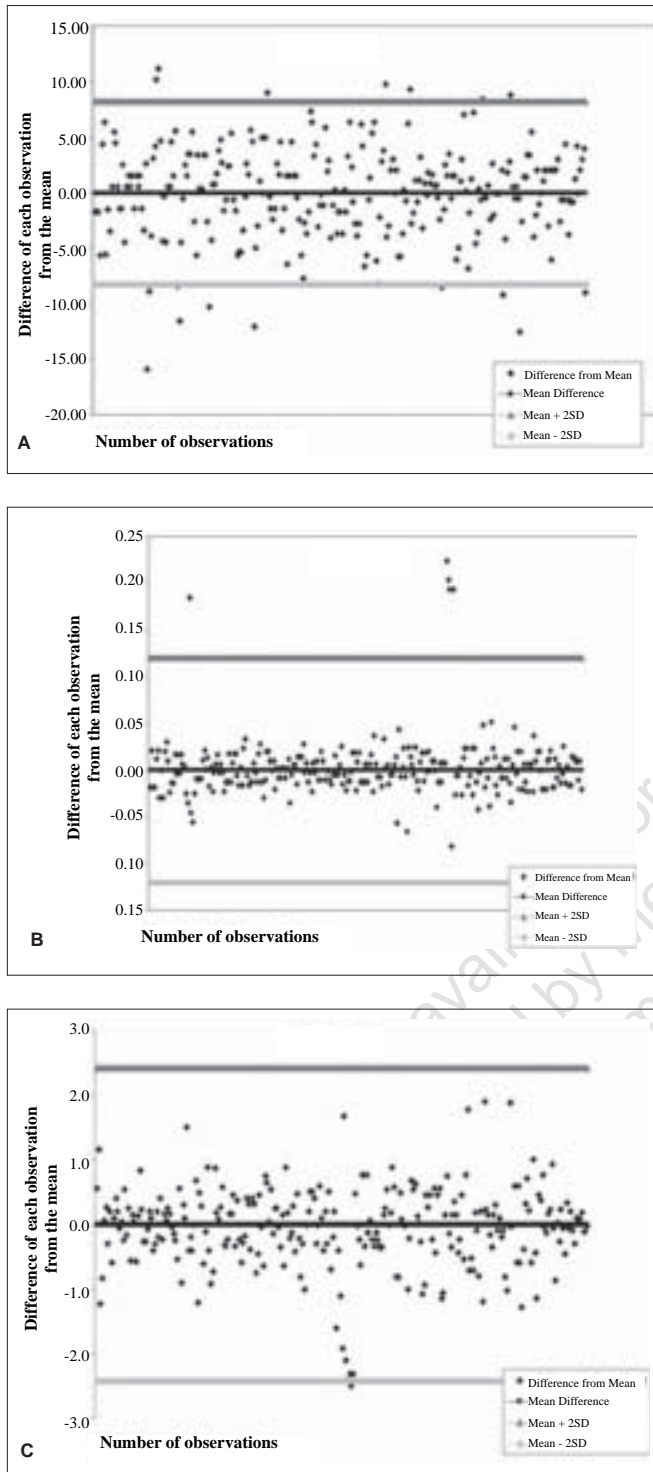 15.00
10.00
5.00
0.00
-5.00
-10.00
-15.00
-20.00
Difference of each observation
from the mean
Difference from Mean
Mean Difference
Mean + 2SD
Mean - 2SD
A
Number of observations
0.25
0.20
0.15
0.10
0.05
0.00
-0.05
0.10
0.15
Difference of each observation
from the mean
Difference from Mean
Mean Difference
Mean + 2SD
Mean - 2SD
B
Number of observations
3.0
2.0
1.0
0.0
-1.0
-2.0
-3.0
Difference of each observation
from the mean
Difference from Mean
Mean Difference
Mean + 2SD
Mean - 2SD
C
Number of observations